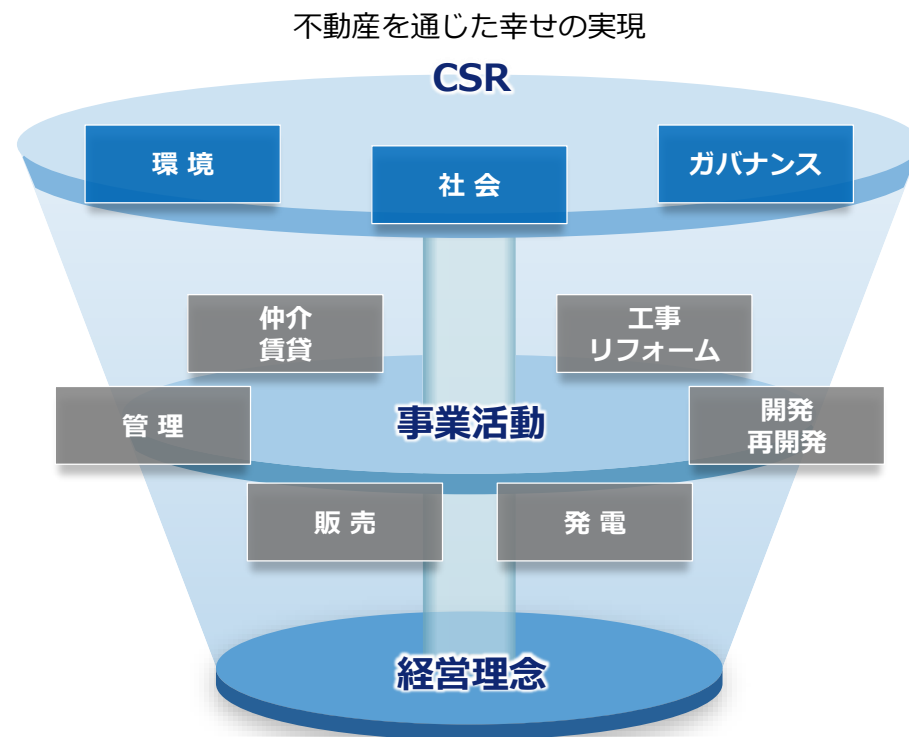 不動産を通じた幸せの実現
CSR
環 境
社 会
ガバナンス
仲介
賃貸
工事
リフォーム
管 理
事業活動
開発
再開発
販 売
発 電
経営理念